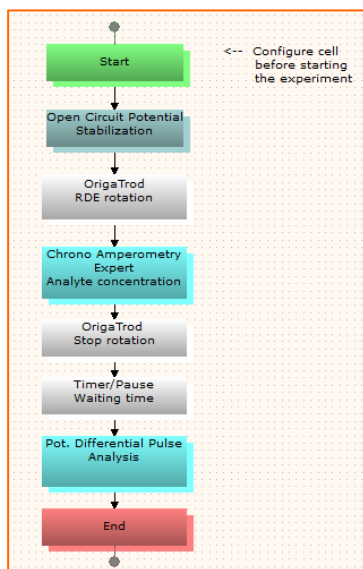 Start
<-- Configure cell
before starting
the experiment
Open Circuit Potential
Stabilization
OrigaTrod
RDE rotation
Chrono Amperometry
Expert
Analyte concentration
OrigaTrod
Stop rotation
Timer/Pause
Waiting time
Pot. Differential Pulse
Analysis
End